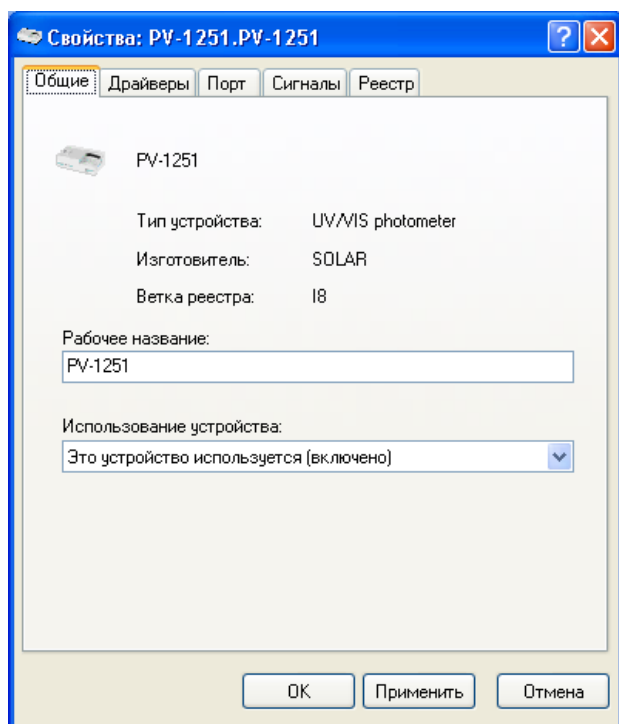 Свойства: PV-1251.PV-1251
Общие Драйверы Порт Сигналы Реестр
PV-1251
Тип устройства: UV/VIS photometer
Изготовитель: SOLAR
Ветка реестра: I8
Рабочее название:
PV-1251
Использование устройства:
Это устройство используется (включено)
OK Применить Отмена